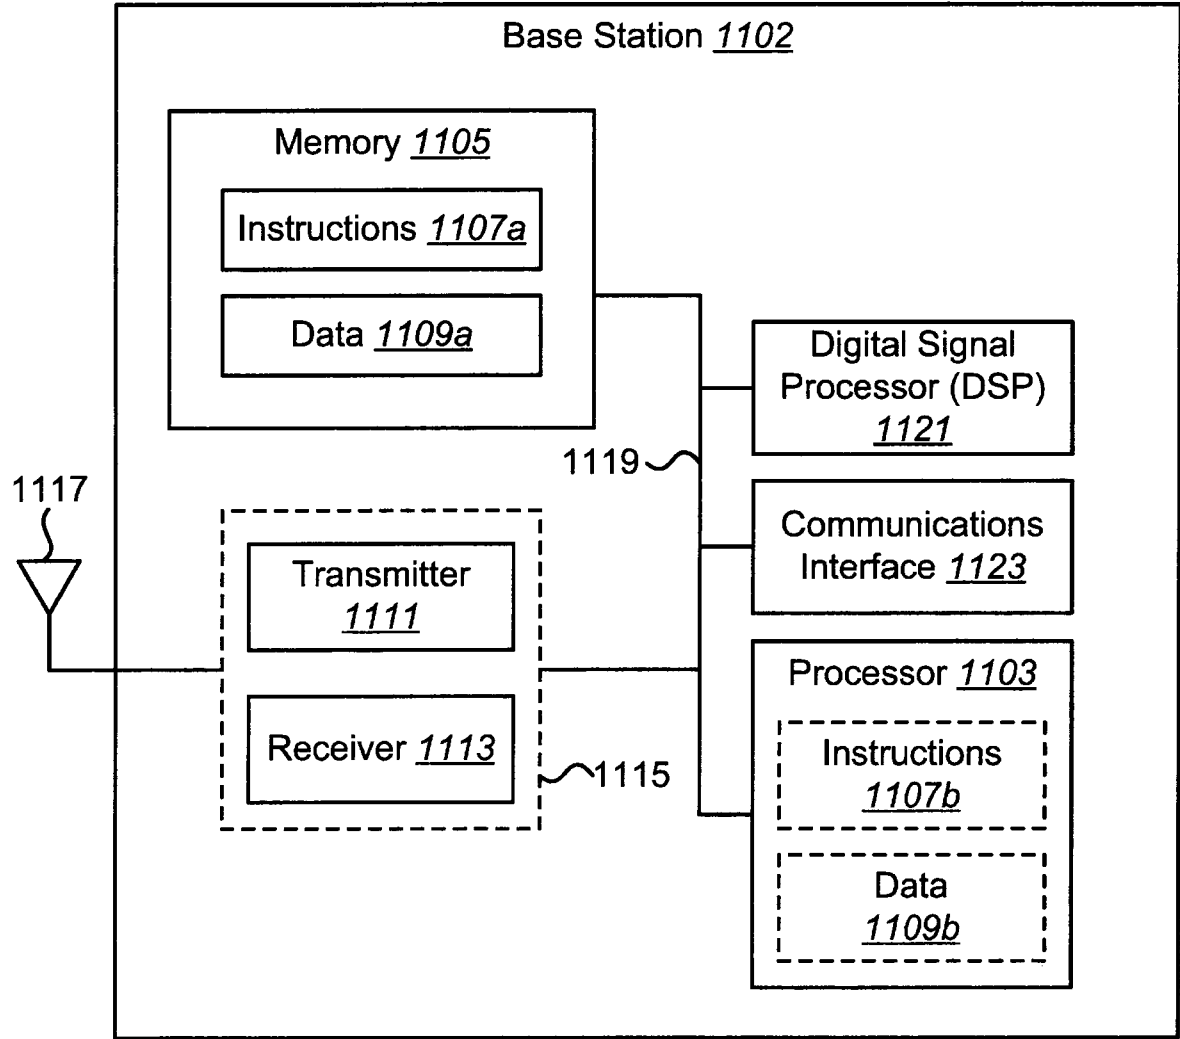 Base Station 1102
Memory 1105
Instructions 1107a
Data 1109a
Digital Signal
Processor (DSP)
1121
1119
1117
Communications
Interface 1123
Transmitter
1111
Processor 1103
Receiver 1113
1115
Instructions
1107b
Data
1109b